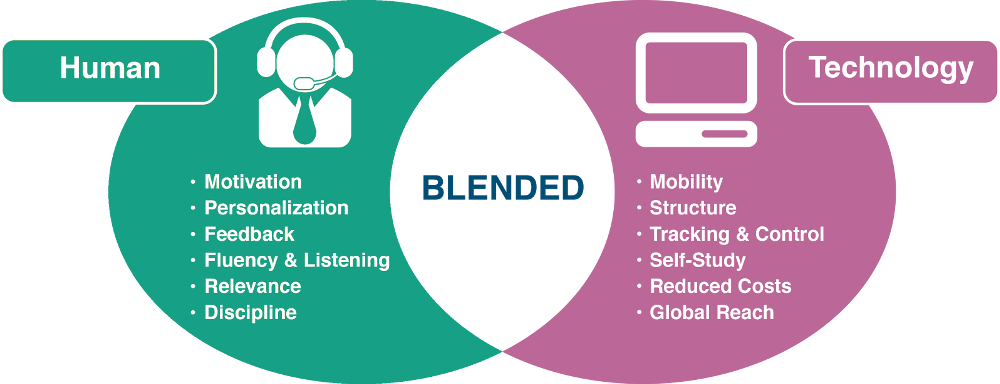 Human
• Motivation
• Personalization
• Feedback
• Fluency & Listening
• Relevance
• Discipline
BLENDED
Technology
• Mobility
• Structure
• Tracking & Control
• Self-Study
• Reduced Costs
• Global Reach